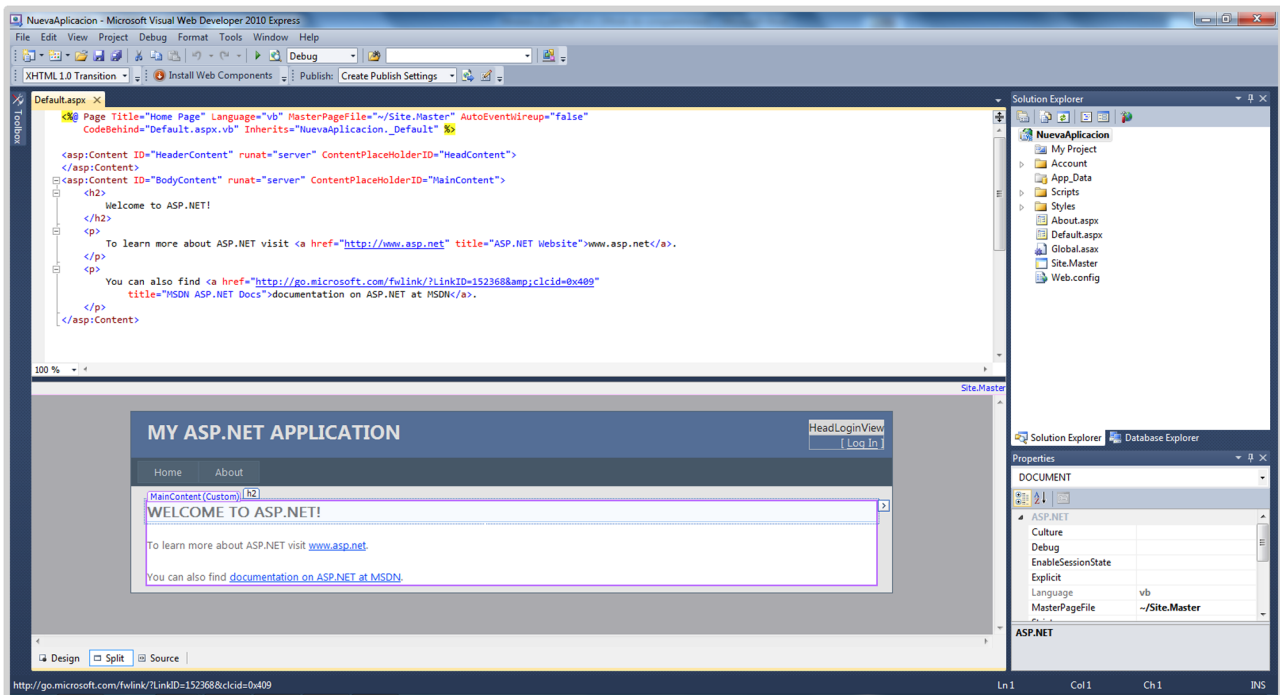 NuevaAplicacion - Microsoft Visual Web Developer 2010 Express
File Edit View Project Debug Format Tools Window Help
Debug
XHTML 1.0 Transition Install Web Components Publish: Create Publish Settings
Toolbox
Default.aspx
<%@ Page Title="Home Page" Language="vb" MasterPageFile="~/Site.Master" AutoEventWireup="false"
CodeBehind="Default.aspx.vb" Inherits="NuevaAplicacion._Default" %>
<asp:Content ID="HeaderContent" runat="server" ContentPlaceHolderID="HeadContent">
</asp:Content>
<asp:Content ID="BodyContent" runat="server" ContentPlaceHolderID="MainContent">
<h2>
Welcome to ASP.NET!
</h2>
<p>
To learn more about ASP.NET visit <a href="http://www.asp.net" title="ASP.NET Website">www.asp.net</a>.
</p>
<p>
You can also find <a href="http://go.microsoft.com/fwlink/?LinkID=152368&amp;clcid=0x409"
title="MSDN ASP.NET Docs">documentation on ASP.NET at MSDN</a>.
</p>
</asp:Content>
100 %
Site.Master
MY ASP.NET APPLICATION
HeadLoginView
[ Log In ]
Home About
MainContent (Custom) h2
WELCOME TO ASP.NET!
To learn more about ASP.NET visit www.asp.net.
You can also find documentation on ASP.NET at MSDN.
Design Split Source
Solution Explorer
NuevaAplicacion
My Project
Account
App_Data
Scripts
Styles
About.aspx
Default.aspx
Global.asax
Site.Master
Web.config
Solution Explorer Database Explorer
Properties
DOCUMENT
ASP.NET
Culture
Debug
EnableSessionState
Explicit
Language vb
MasterPageFile ~/Site.Master
ASP.NET
http://go.microsoft.com/fwlink/?LinkID=152368&clcid=0x409 Ln 1 Col 1 Ch 1 INS